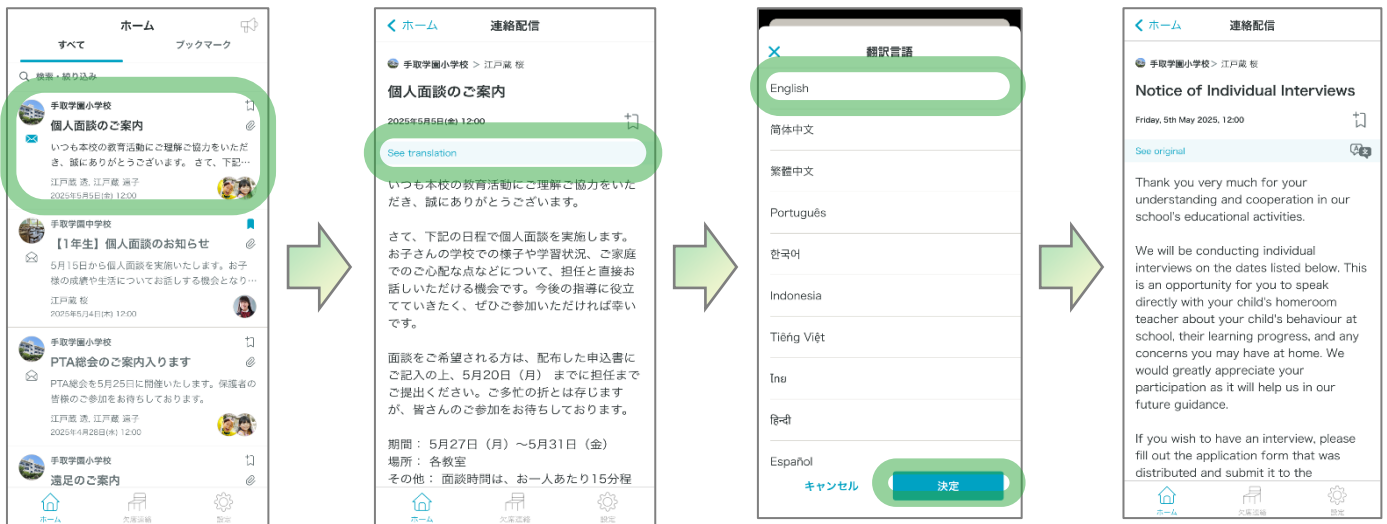 ホーム
すべて
ブックマーク
検索・絞り込み
手取学園小学校
個人面談のご案内
いつも本校の教育活動にご理解ご協力をいただ
き、誠にありがとうございます。 さて、下記…
江戸蔵 透, 江戸蔵 遥子
2025年5月5日(金) 12:00
手取学園中学校
【1年生】個人面談のお知らせ
5月15日から個人面談を実施いたします。お子
様の成績や生活についてお話しする機会となり…
江戸蔵 桜
2025年5月4日(木) 12:00
手取学園小学校
PTA総会のご案内入ります
PTA総会を5月25日に開催いたします。保護者の
皆様のご参加をお待ちしております。
江戸蔵 透, 江戸蔵 遥子
2025年4月28日(水) 12:00
手取学園小学校
遠足のご案内
ホーム
欠席連絡
設定
ホーム
連絡配信
手取学園小学校 > 江戸蔵 桜
個人面談のご案内
2025年5月5日(金) 12:00
See translation
いつも本校の教育活動にご理解ご協力をいた
だき、誠にありがとうございます。
さて、下記の日程で個人面談を実施します。
お子さんの学校での様子や学習状況、ご家庭
でのご心配な点などについて、担任と直接お
話しいただける機会です。今後の指導に役立
てていきたく、ぜひご参加いただければ幸い
です。
面談をご希望される方は、配布した申込書に
ご記入の上、5月20日（月） までに担任まで
ご提出ください。ご多忙の折とは存じます
が、皆さんのご参加をお待ちしております。
期間： 5月27日（月）〜5月31日（金）
場所： 各教室
その他： 面談時間は、お一人あたり15分程
ホーム
欠席連絡
設定
翻訳言語
English
简体中文
繁體中文
Português
한국어
Indonesia
Tiếng Việt
ไทย
हिन्दी
Español
キャンセル
決定
ホーム
連絡配信
手取学園小学校 > 江戸蔵 桜
Notice of Individual Interviews
Friday, 5th May 2025, 12:00
See original
Thank you very much for your
understanding and cooperation in our
school's educational activities.
We will be conducting individual
interviews on the dates listed below. This
is an opportunity for you to speak
directly with your child's homeroom
teacher about your child's behaviour at
school, their learning progress, and any
concerns you may have at home. We
would greatly appreciate your
participation as it will help us in our
future guidance.
If you wish to have an interview, please
fill out the application form that was
distributed and submit it to the
ホーム
欠席連絡
設定